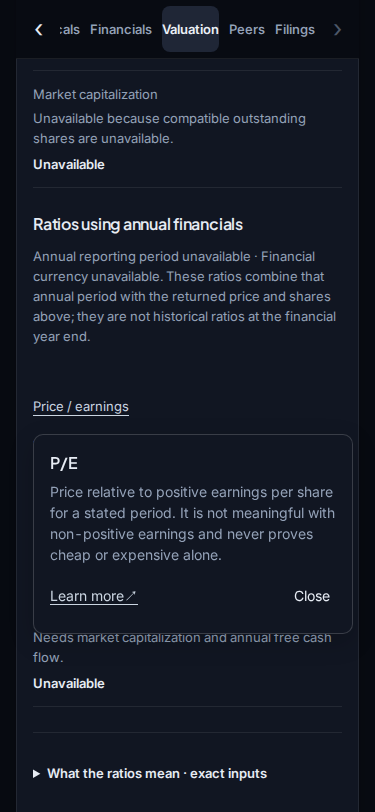 ‹ cals Financials Valuation Peers Filings ›
Market capitalization
Unavailable because compatible outstanding
shares are unavailable.
Unavailable
Ratios using annual financials
Annual reporting period unavailable · Financial
currency unavailable. These ratios combine that
annual period with the returned price and shares
above; they are not historical ratios at the financial
year end.
Price / earnings
P/E
Price relative to positive earnings per share
for a stated period. It is not meaningful with
non-positive earnings and never proves
cheap or expensive alone.
Learn more↗ Close
Needs market capitalization and annual free cash
flow.
Unavailable
▶ What the ratios mean · exact inputs